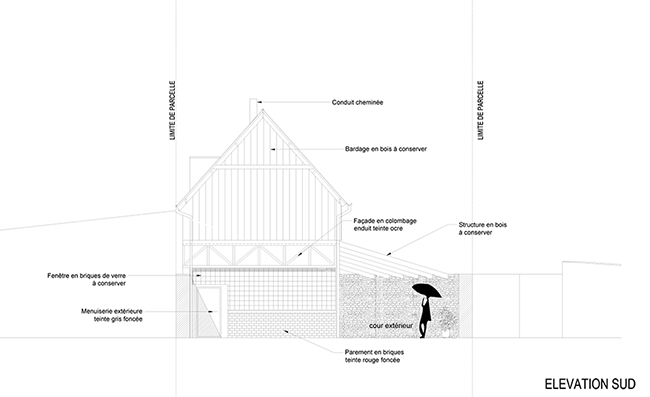 LIMITE DE PARCELLE
LIMITE DE PARCELLE
Conduit cheminée
Bardage en bois à conserver
Façade en colombage
enduit teinte ocre
Structure en bois
à conserver
Fenêtre en briques de verre
à conserver
Menuiserie extérieure
teinte gris foncée
cour extérieur
Parement en briques
teinte rouge foncée
ELEVATION SUD